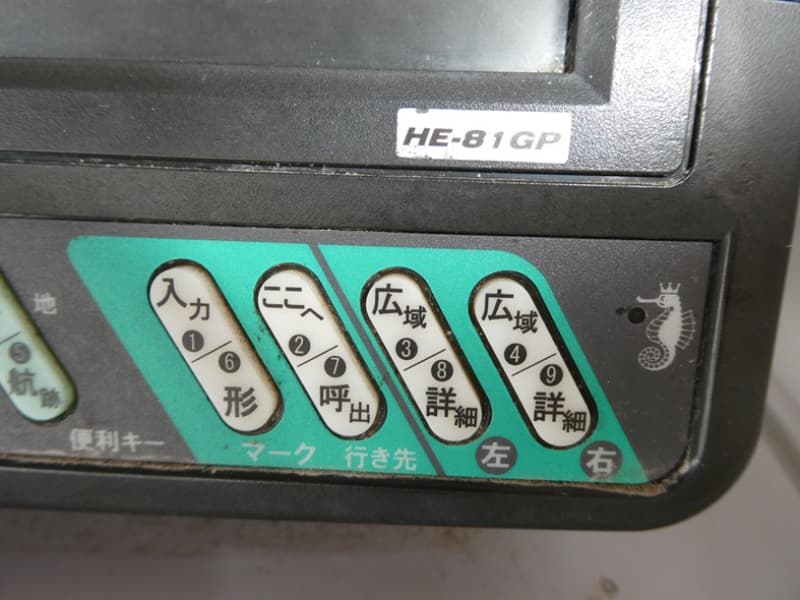 HE-81GP
地
入力
1/6
形
ここへ
2/7
呼出
広域
3/8
詳細
広域
4/9
詳細
5
航跡
便利キー
マーク
行き先
左
右